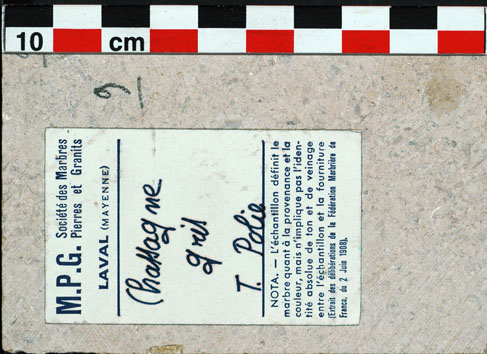 10 cm
9
M.P.G. Société des Marbres
Pierres et Granits
LAVAL (MAYENNE)
Chassagne
gris
T. Polie
NOTA. — L'échantillon définit le
marbre quant à la provenance et la
couleur, mais n'implique pas l'iden-
tité absolue de ton et de veinage
entre l'échantillon et la fourniture
(Extrait des délibérations de la Fédération Marbrière de
France, du 2 Juin 1908).